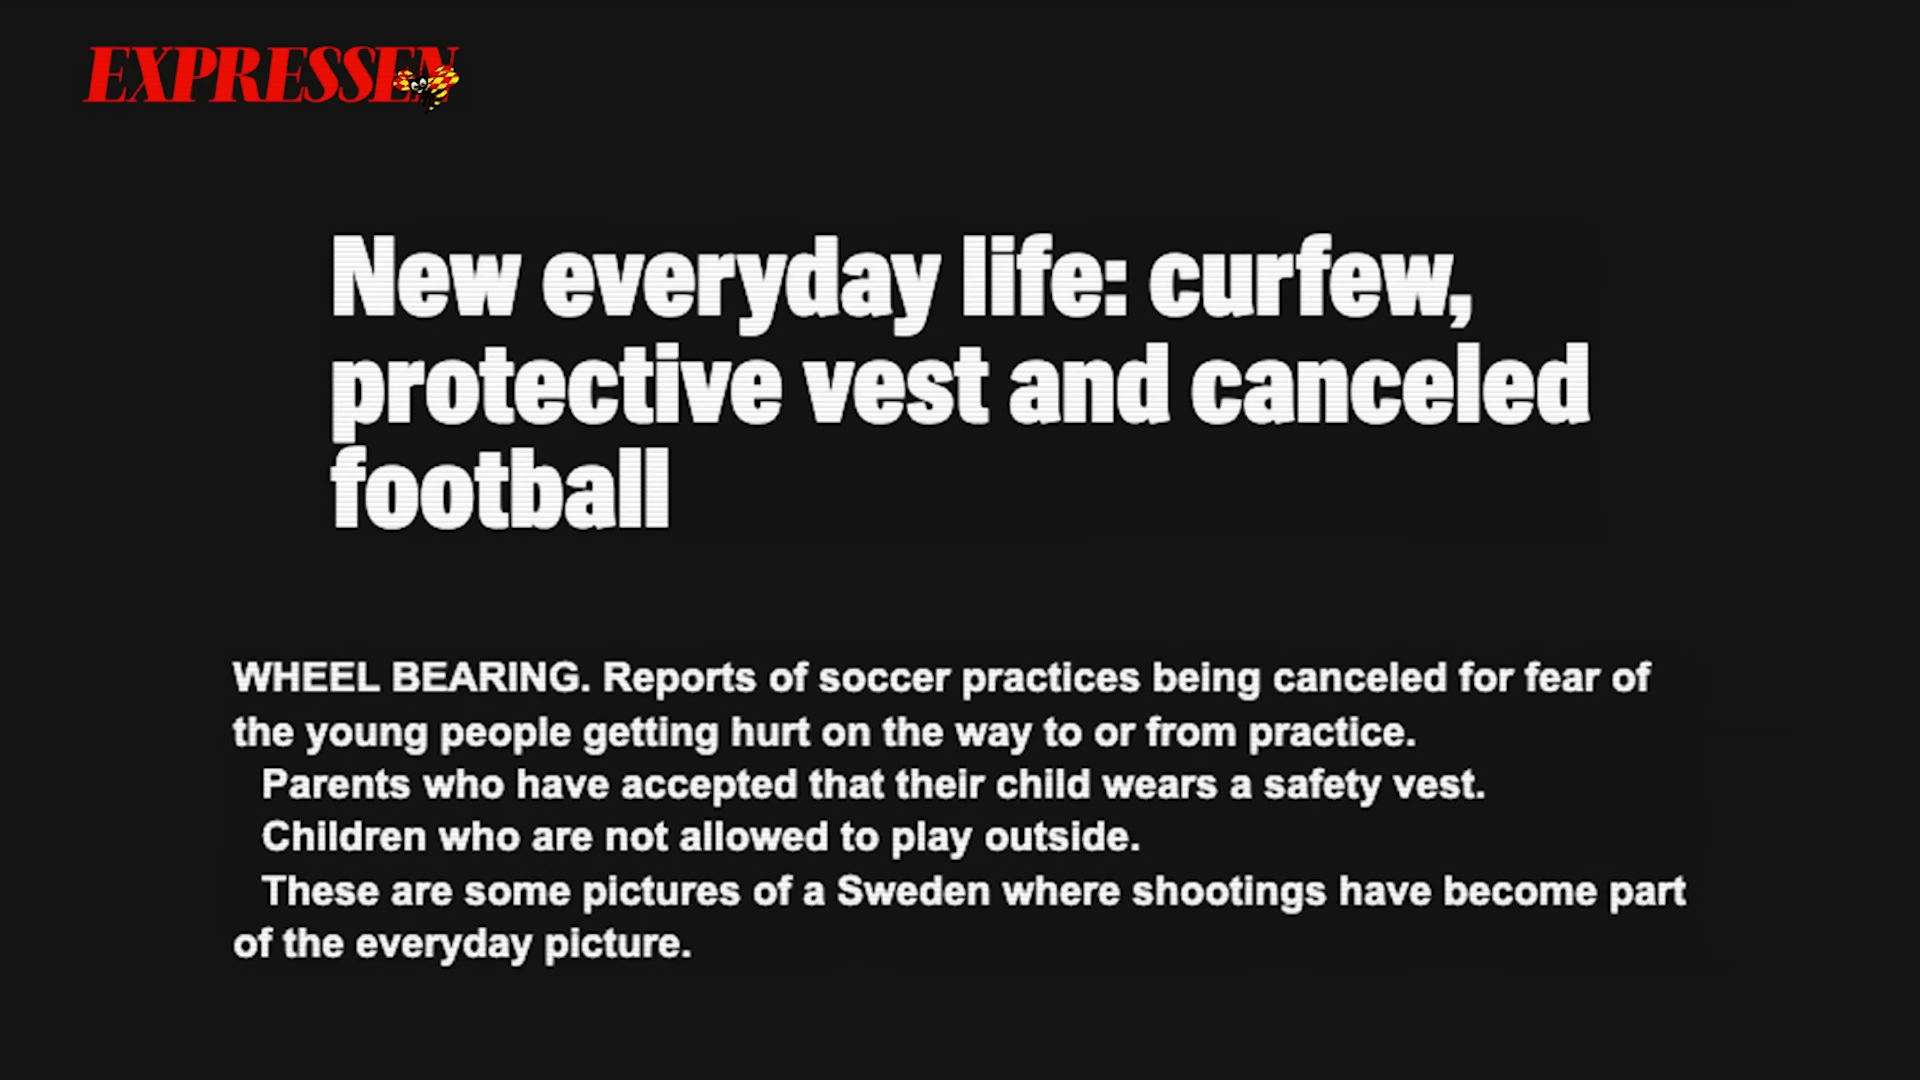 EXPRESSEN
New everyday life: curfew,
protective vest and canceled
football
WHEEL BEARING. Reports of soccer practices being canceled for fear of
the young people getting hurt on the way to or from practice.
Parents who have accepted that their child wears a safety vest.
Children who are not allowed to play outside.
These are some pictures of a Sweden where shootings have become part
of the everyday picture.